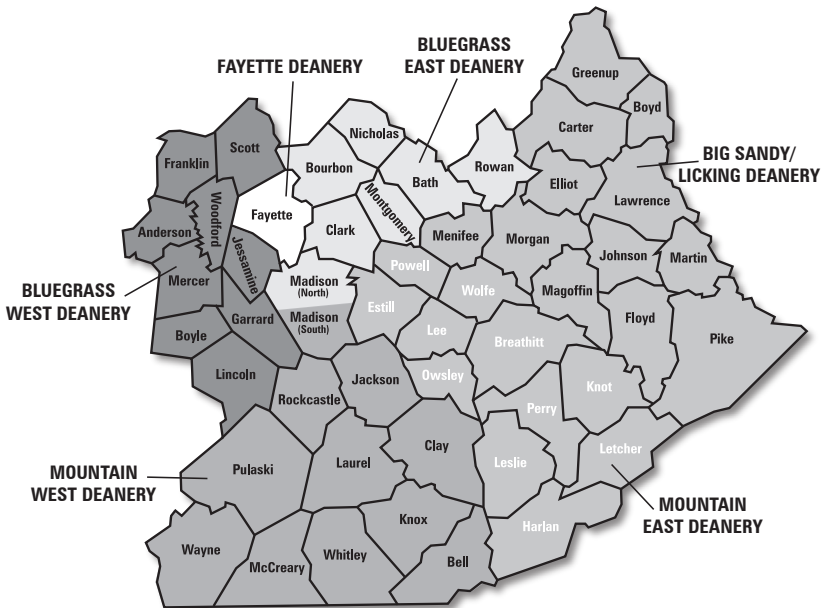 BLUEGRASS
EAST DEANERY
FAYETTE DEANERY
Greenup
Boyd
Carter
Nicholas
Scott
Franklin
Bourbon
Rowan
BIG SANDY/
LICKING DEANERY
Bath
Elliot
Lawrence
Woodford
Fayette
Montgomery
Anderson
Clark
Menifee
Morgan
Jessamine
Johnson
Martin
Powell
Mercer
Madison
(North)
Wolfe
Magoffin
BLUEGRASS
WEST DEANERY
Estill
Garrard
Madison
(South)
Floyd
Lee
Boyle
Breathitt
Pike
Lincoln
Jackson
Owsley
Knot
Rockcastle
Perry
Clay
Letcher
Pulaski
Laurel
Leslie
MOUNTAIN
WEST DEANERY
MOUNTAIN
EAST DEANERY
Knox
Harlan
Wayne
Whitley
Bell
McCreary